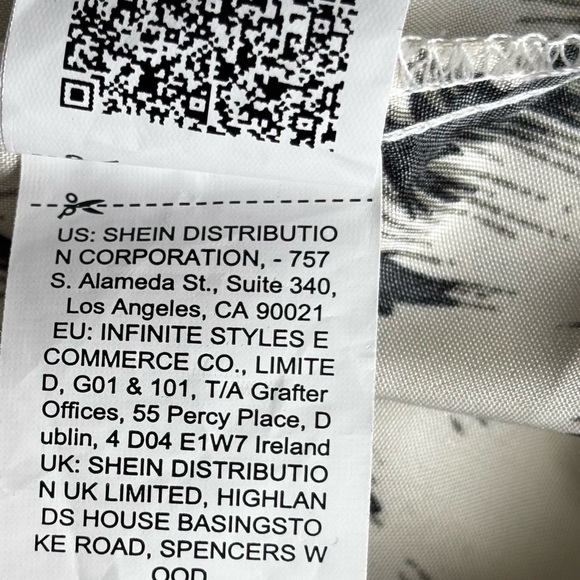 US: SHEIN DISTRIBUTIO
N CORPORATION, - 757
S. Alameda St., Suite 340,
Los Angeles, CA 90021
EU: INFINITE STYLES E
COMMERCE CO., LIMITE
D, G01 & 101, T/A Grafter
Offices, 55 Percy Place, D
ublin, 4 D04 E1W7 Ireland
UK: SHEIN DISTRIBUTIO
N UK LIMITED, HIGHLAN
DS HOUSE BASINGSTO
KE ROAD, SPENCERS W
OOD